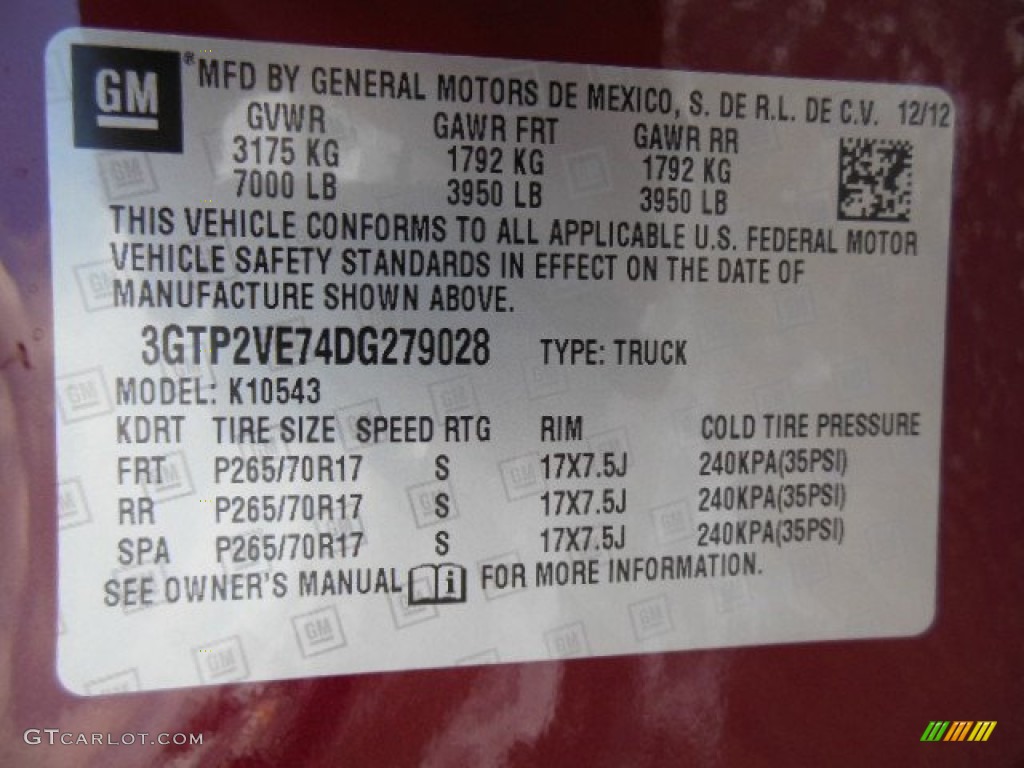 GM ® MFD BY GENERAL MOTORS DE MEXICO, S. DE R.L. DE C.V. 12/12
GVWR GAWR FRT GAWR RR
3175 KG 1792 KG 1792 KG
7000 LB 3950 LB 3950 LB
THIS VEHICLE CONFORMS TO ALL APPLICABLE U.S. FEDERAL MOTOR
VEHICLE SAFETY STANDARDS IN EFFECT ON THE DATE OF
MANUFACTURE SHOWN ABOVE.
3GTP2VE74DG279028 TYPE: TRUCK
MODEL: K10543
KDRT TIRE SIZE SPEED RTG RIM COLD TIRE PRESSURE
FRT P265/70R17 S 17X7.5J 240KPA(35PSI)
RR P265/70R17 S 17X7.5J 240KPA(35PSI)
SPA P265/70R17 S 17X7.5J 240KPA(35PSI)
SEE OWNER'S MANUAL i FOR MORE INFORMATION.
GTCARLOT.COM